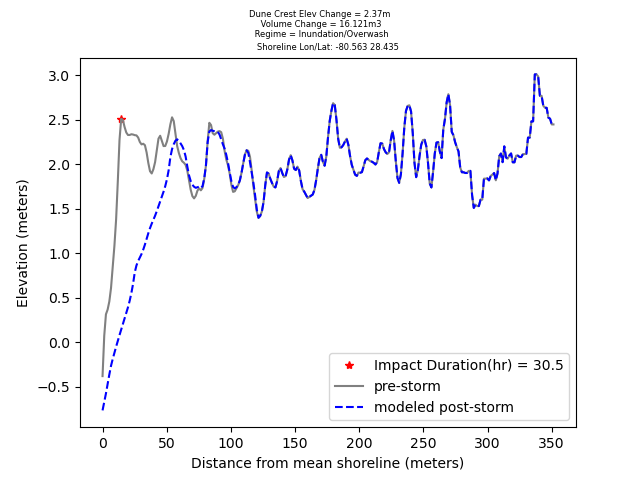 Dune Crest Elev Change = 2.37m
Volume Change = 16.121m3
Regime = Inundation/Overwash
Shoreline Lon/Lat: -80.563 28.435
3.0
2.5
2.0
1.5
1.0
0.5
0.0
−0.5
Elevation (meters)
Impact Duration(hr) = 30.5
pre-storm
modeled post-storm
0 50 100 150 200 250 300 350
Distance from mean shoreline (meters)